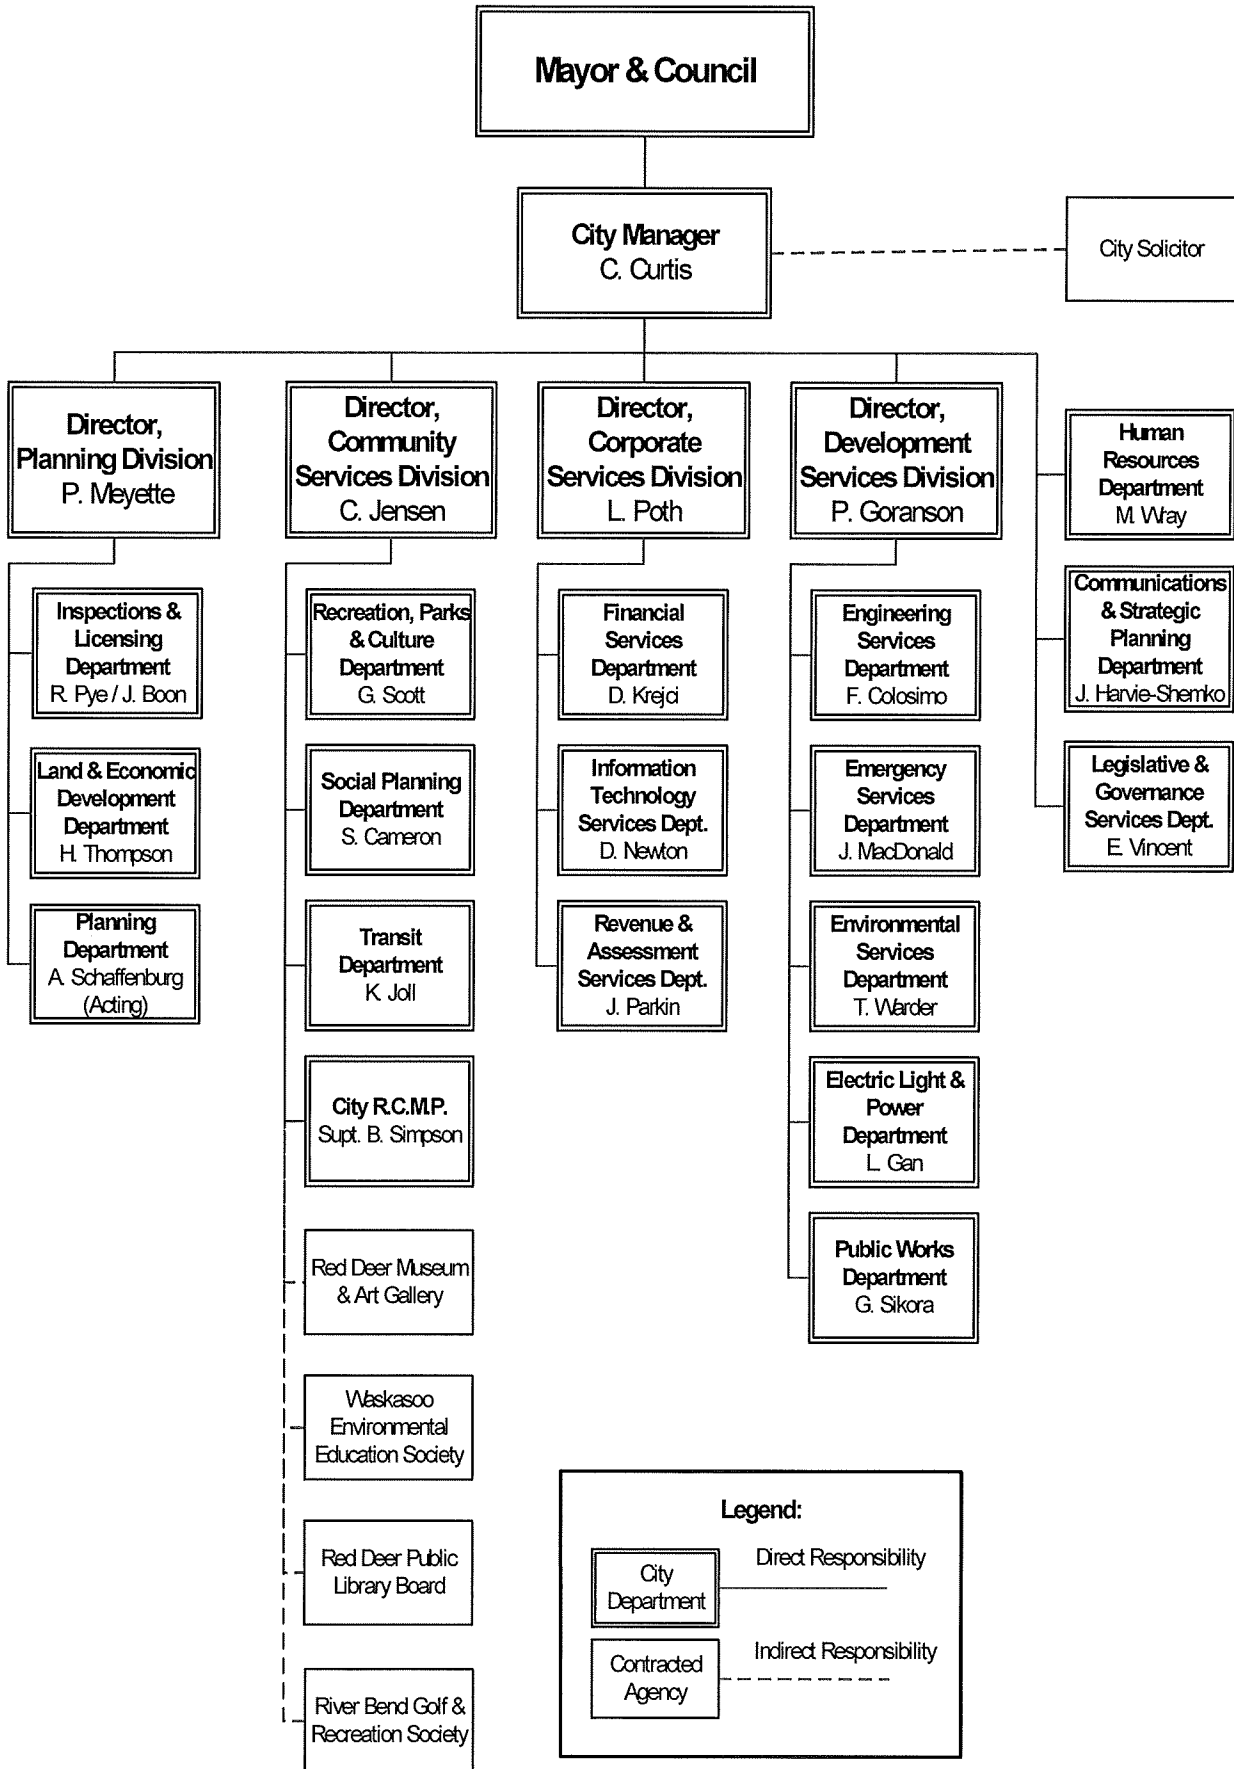 Mayor & Council
City Manager
C. Curtis
City Solicitor
Director,
Planning Division
P. Meyette
Director,
Community
Services Division
C. Jensen
Director,
Corporate
Services Division
L. Poth
Director,
Development
Services Division
P. Goranson
Human
Resources
Department
M. Wray
Communications
& Strategic
Planning
Department
J. Harvie-Shemko
Legislative &
Governance
Services Dept.
E. Vincent
Inspections &
Licensing
Department
R. Pye / J. Boon
Land & Economic
Development
Department
H. Thompson
Planning
Department
A. Schaffenburg
(Acting)
Recreation, Parks
& Culture
Department
G. Scott
Social Planning
Department
S. Cameron
Transit
Department
K. Joll
City R.C.M.P.
Supt. B. Simpson
Red Deer Museum
& Art Gallery
Waskasoo
Environmental
Education Society
Red Deer Public
Library Board
River Bend Golf &
Recreation Society
Financial
Services
Department
D. Krejci
Information
Technology
Services Dept.
D. Newton
Revenue &
Assessment
Services Dept.
J. Parkin
Engineering
Services
Department
F. Colosimo
Emergency
Services
Department
J. MacDonald
Environmental
Services
Department
T. Warder
Electric Light &
Power
Department
L. Gan
Public Works
Department
G. Sikora
Legend:
City
Department
Direct Responsibility
Contracted
Agency
Indirect Responsibility